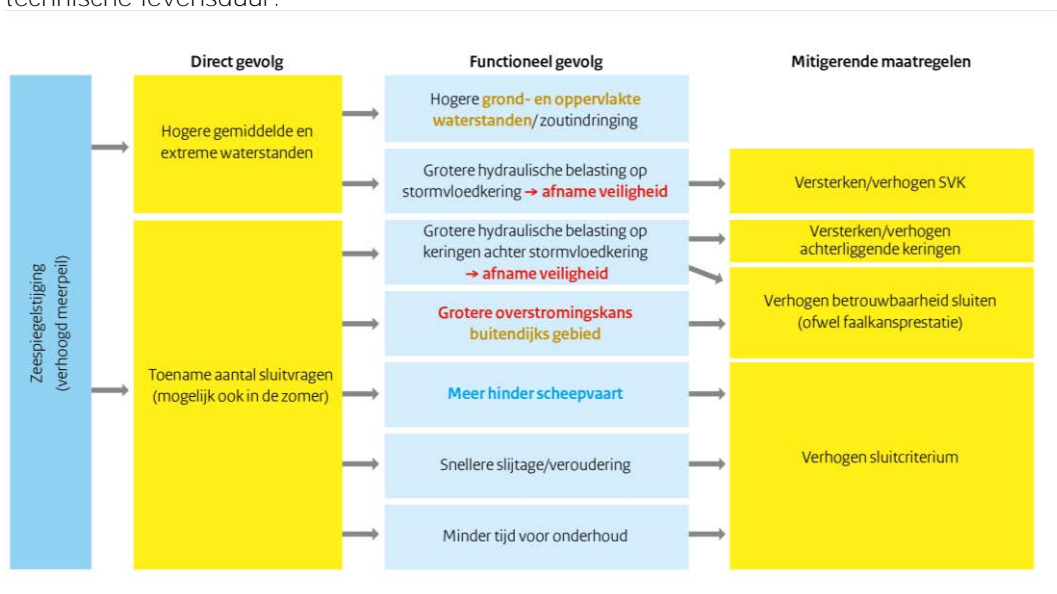 technische levensduur.
Direct gevolg
Functioneel gevolg
Mitigerende maatregelen
Zeespiegelstijging
(verhoogd meerpeil)
Hogere gemiddelde en
extreme waterstanden
Toename aantal sluitvragen
(mogelijk ook in de zomer)
Hogere grond- en oppervlakte
waterstanden/ zoutindringing
Grotere hydraulische belasting op
stormvloedkering → afname veiligheid
Grotere hydraulische belasting op
keringen achter stormvloedkering
→ afname veiligheid
Grotere overstromingskans
buitendijks gebied
Meer hinder scheepvaart
Snellere slijtage/veroudering
Minder tijd voor onderhoud
Versterken/verhogen SVK
Versterken/verhogen
achterliggende keringen
Verhogen betrouwbaarheid sluiten
(ofwel faalkansprestatie)
Verhogen sluitcriterium